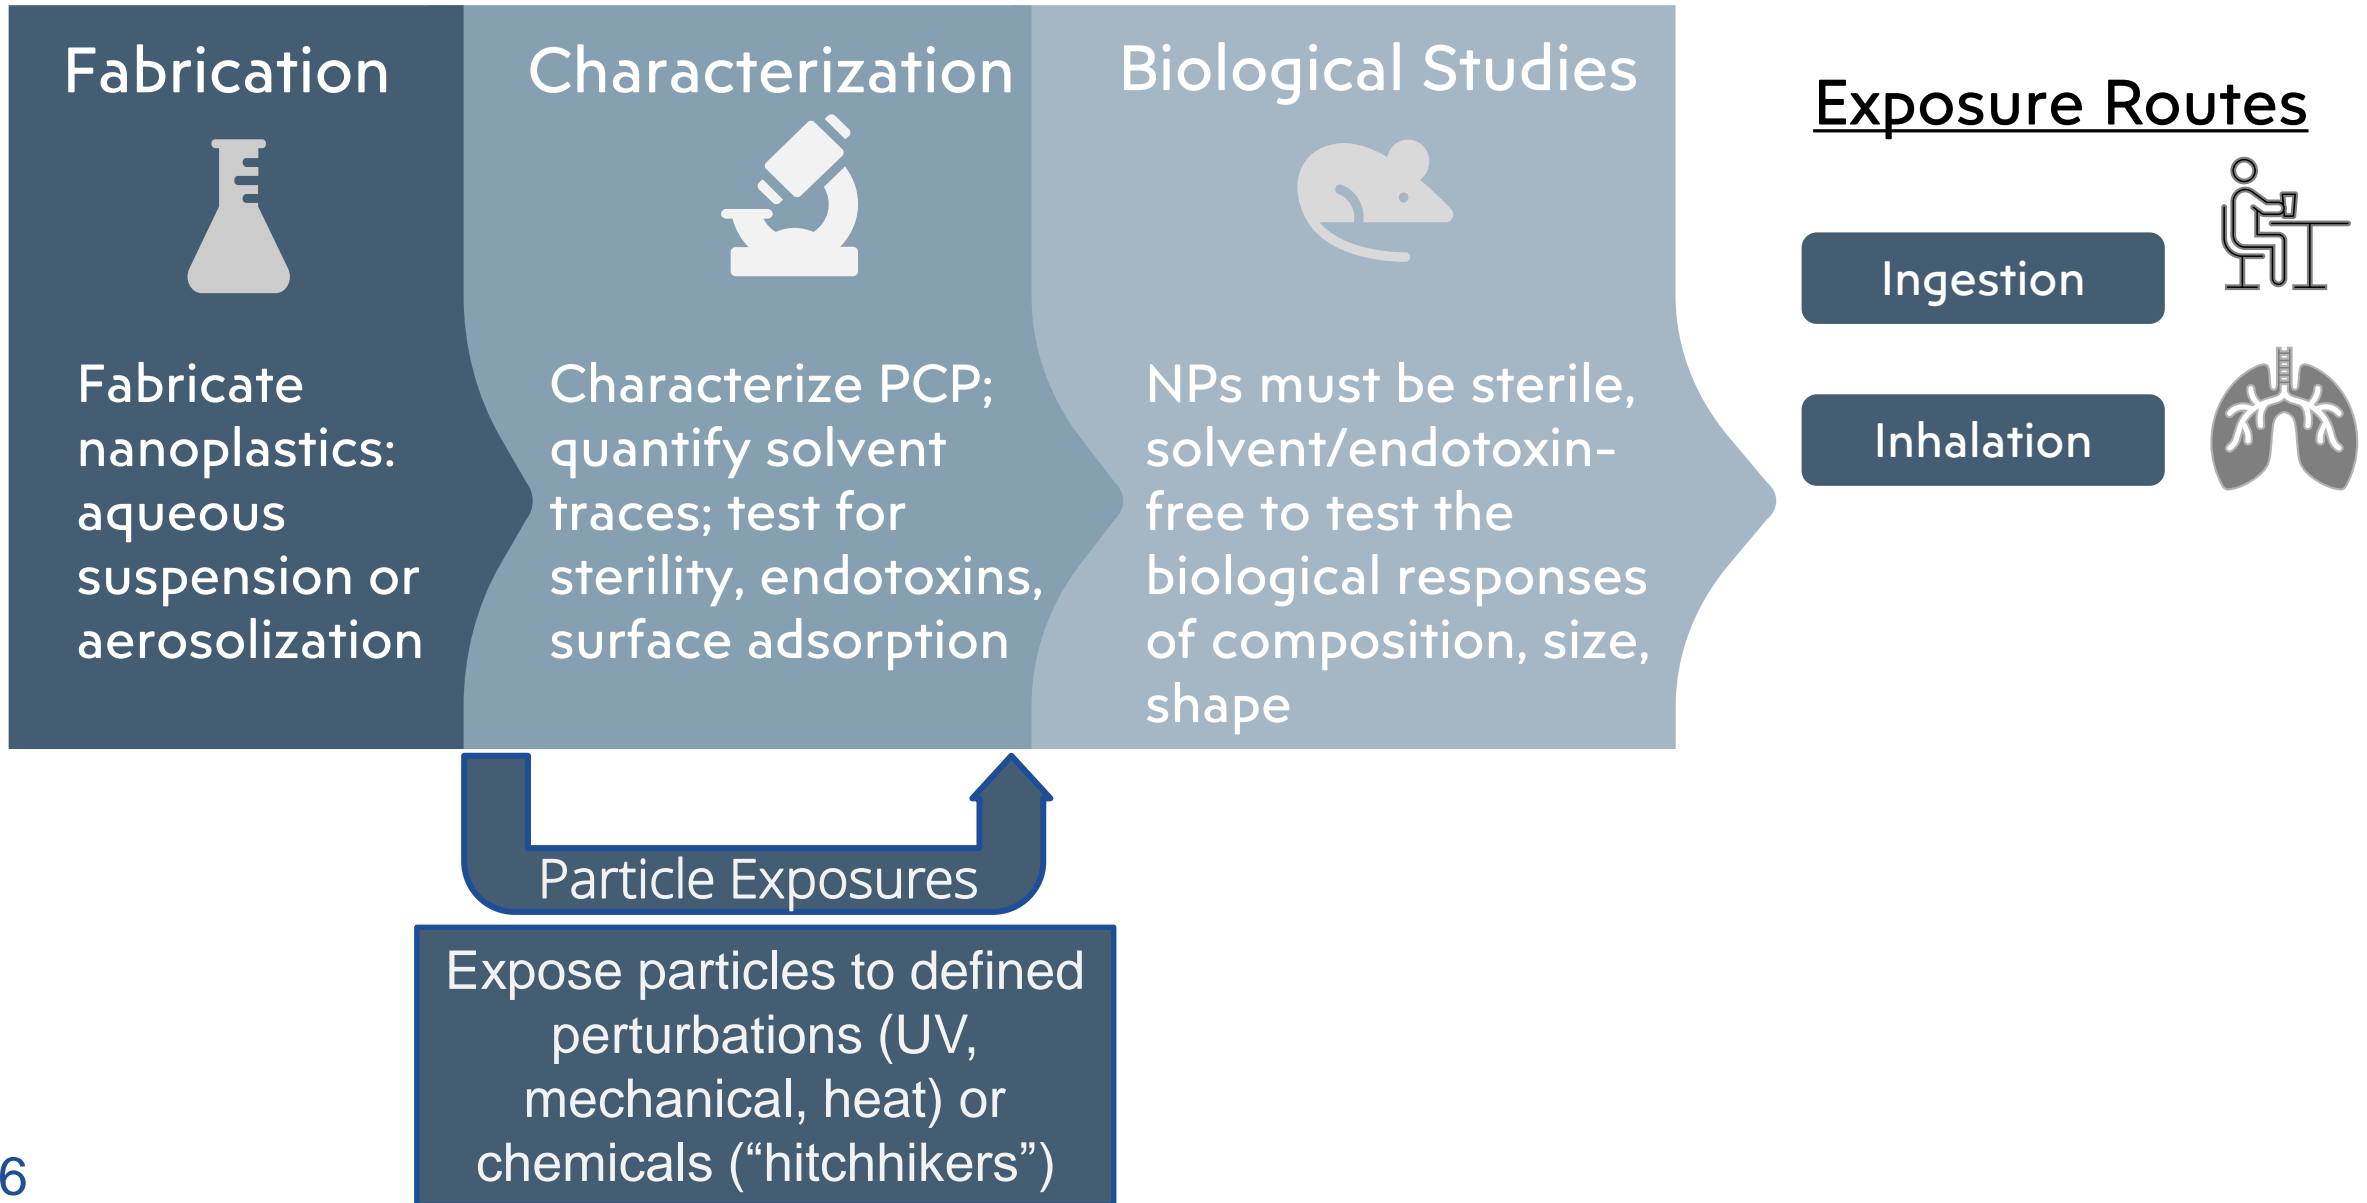 Fabrication
Fabricate
nanoplastics:
aqueous
suspension or
aerosolization
Characterization
Characterize PCP;
quantify solvent
traces; test for
sterility, endotoxins,
surface adsorption
Biological Studies
NPs must be sterile,
solvent/endotoxin-
free to test the
biological responses
of composition, size,
shape
Exposure Routes
Ingestion
Inhalation
Particle Exposures
Expose particles to defined
perturbations (UV,
mechanical, heat) or
chemicals (“hitchhikers”)
6